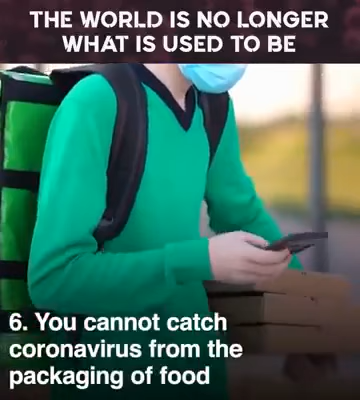 THE WORLD IS NO LONGER
WHAT IS USED TO BE
6. You cannot catch
coronavirus from the
packaging of food